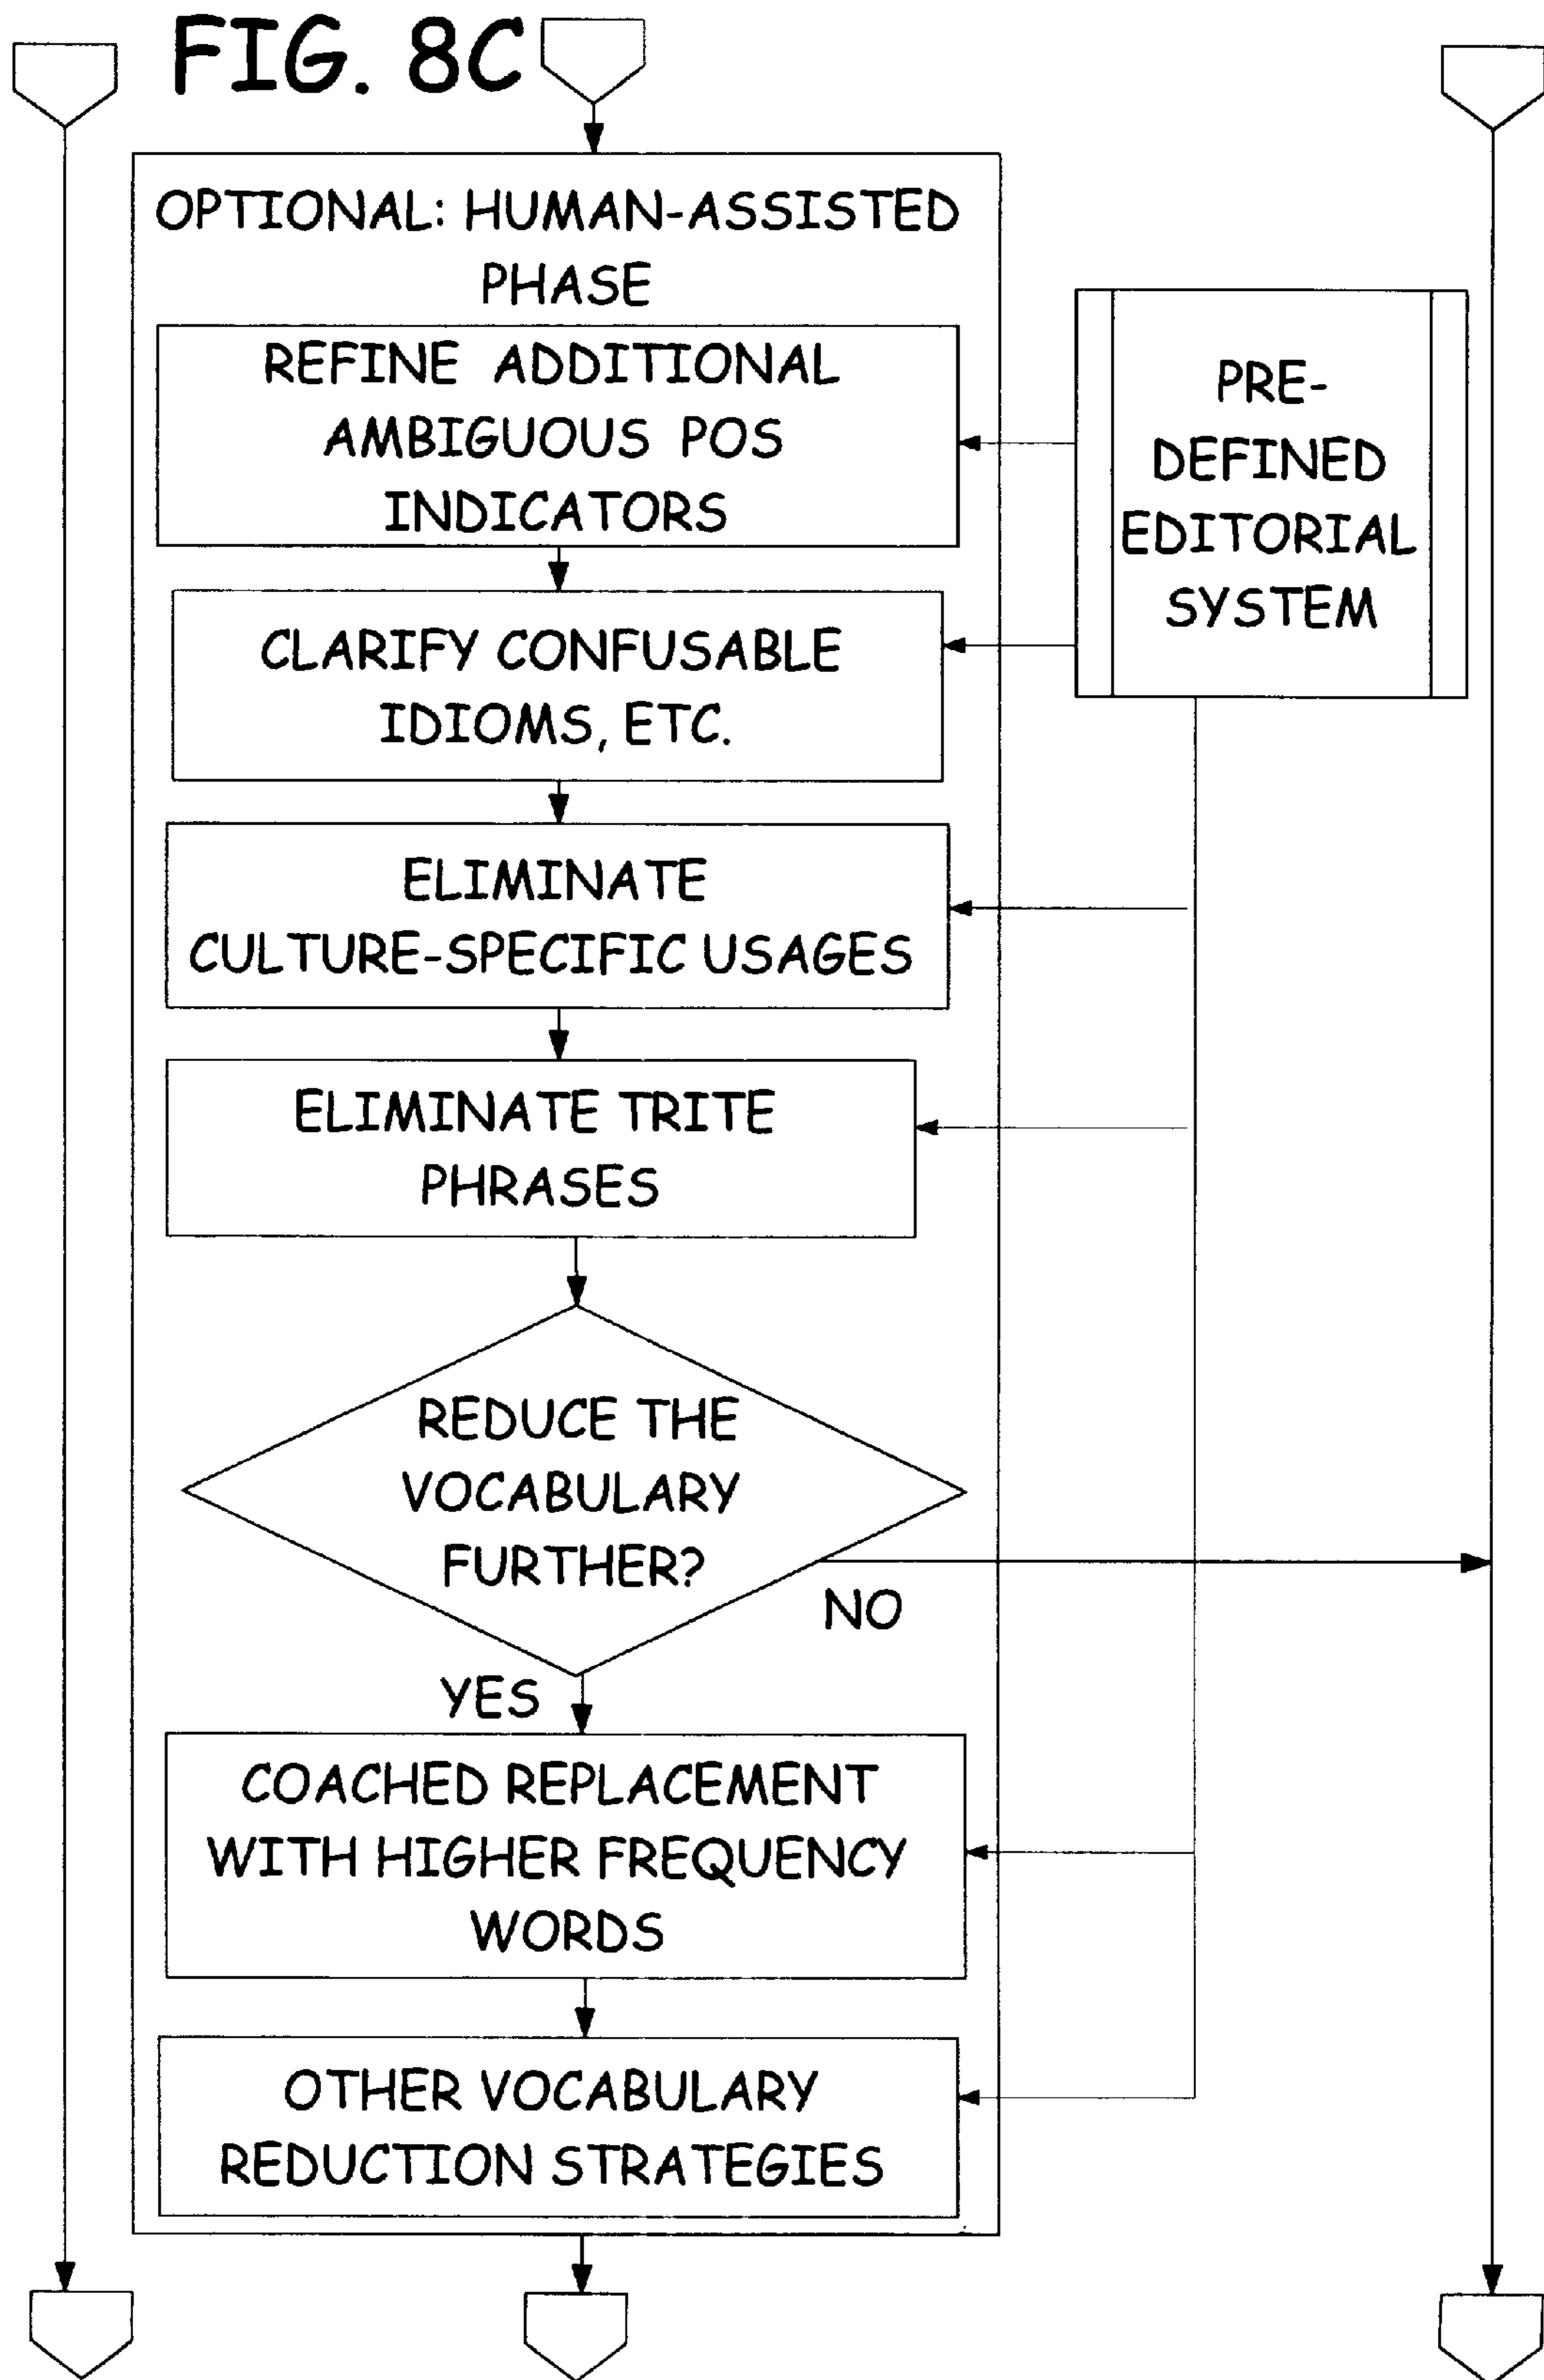 FIG. 8C
OPTIONAL: HUMAN-ASSISTED
PHASE
REFINE ADDITIONAL
AMBIGUOUS POS
INDICATORS
PRE-
DEFINED
EDITORIAL
SYSTEM
CLARIFY CONFUSABLE
IDIOMS, ETC.
ELIMINATE
CULTURE-SPECIFIC USAGES
ELIMINATE TRITE
PHRASES
REDUCE THE
VOCABULARY
FURTHER?
NO
YES
COACHED REPLACEMENT
WITH HIGHER FREQUENCY
WORDS
OTHER VOCABULARY
REDUCTION STRATEGIES